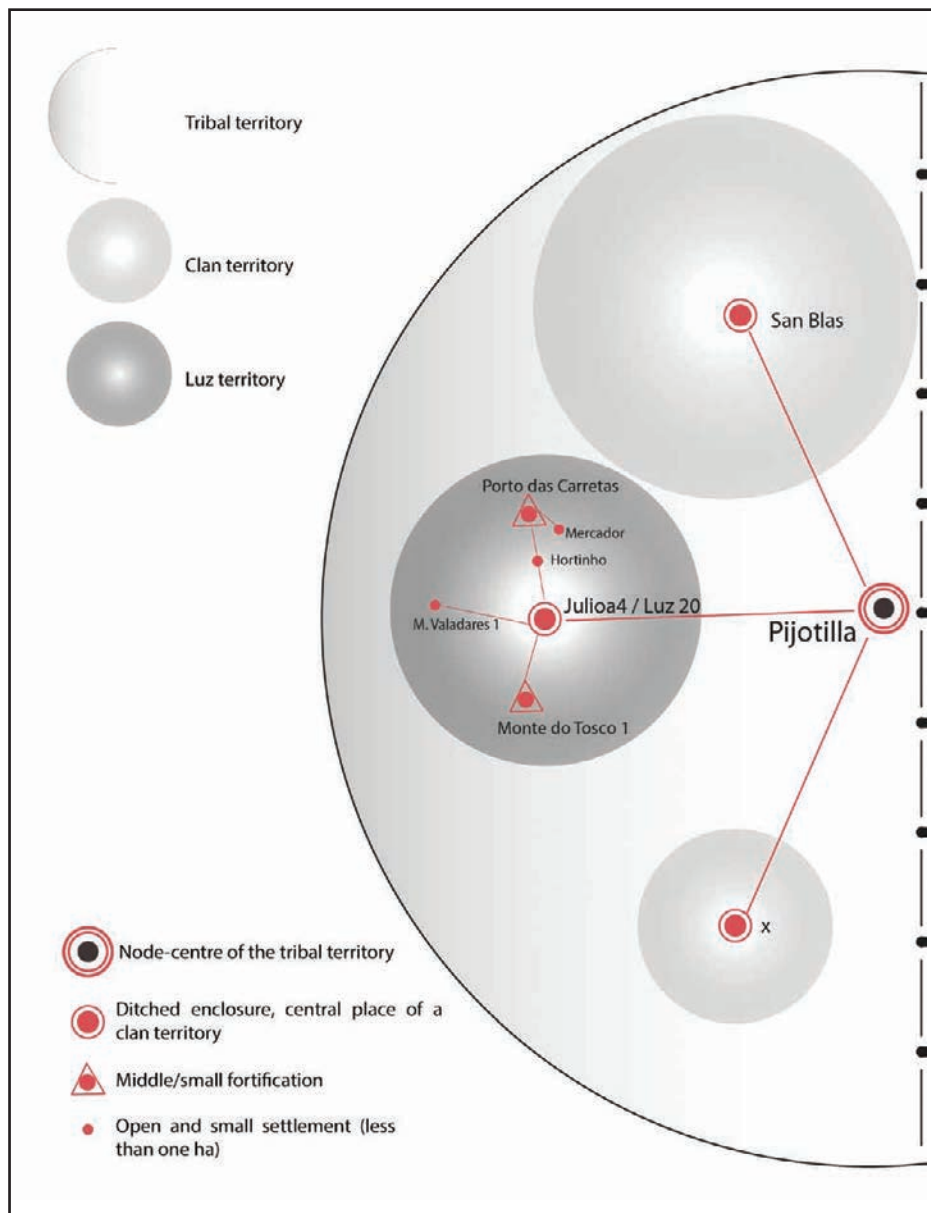 Tribal territory
Clan territory
Luz territory
San Blas
Porto das Carretas
Mercador
Hortinho
Julioa4 / Luz 20
M. Valadares 1
Pijotilla
Monte do Tosco 1
x
Node-centre of the tribal territory
Ditched enclosure, central place of a
clan territory
Middle/small fortification
Open and small settlement (less
than one ha)